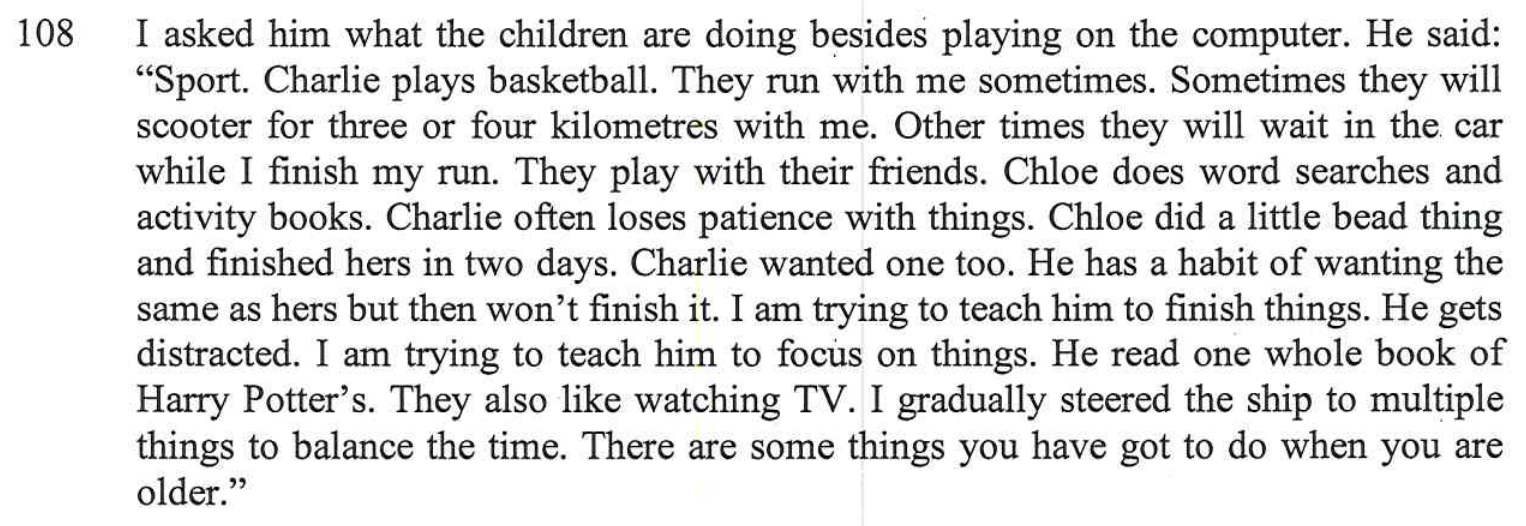 108 I asked him what the children are doing besides playing on the computer. He said:
“Sport. Charlie plays basketball. They run with me sometimes. Sometimes they will
scooter for three or four kilometres with me. Other times they will wait in the car
while I finish my run. They play with their friends. Chloe does word searches and
activity books. Charlie often loses patience with things. Chloe did a little bead thing
and finished hers in two days. Charlie wanted one too. He has a habit of wanting the
same as hers but then won’t finish it. I am trying to teach him to finish things. He gets
distracted. I am trying to teach him to focus on things. He read one whole book of
Harry Potter’s. They also like watching TV. I gradually steered the ship to multiple
things to balance the time. There are some things you have got to do when you are
older.”